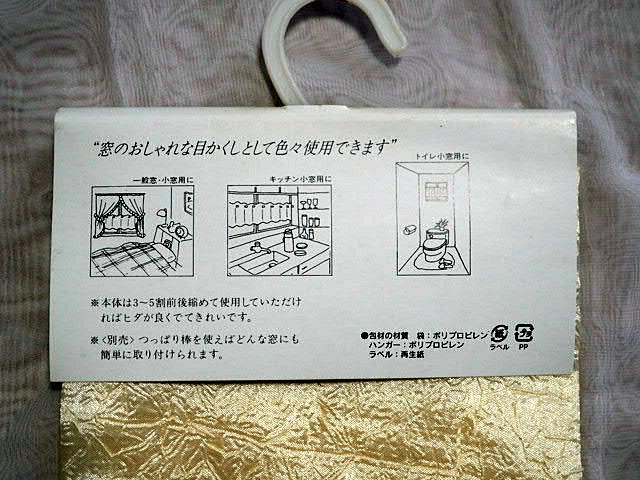 “窓のおしゃれな目かくしとして色々使用できます”
一般窓・小窓用に
キッチン小窓用に
トイレ小窓用に
※本体は3〜5割前後縮めて使用していただけ
ればヒダが良くでてきれいです。
※〈別売〉つっぱり棒を使えばどんな窓にも
簡単に取り付けられます。
●包材の材質 袋：ポリプロピレン
ハンガー：ポリプロピレン
ラベル：再生紙
紙 ラベル
プラ PP